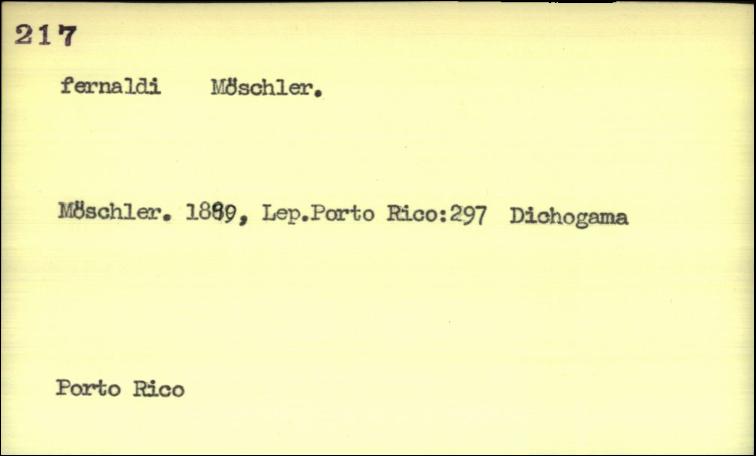 217
fernaldi Möschler.
Möschler. 1889, Lep.Porto Rico:297 Dichogama
Porto Rico